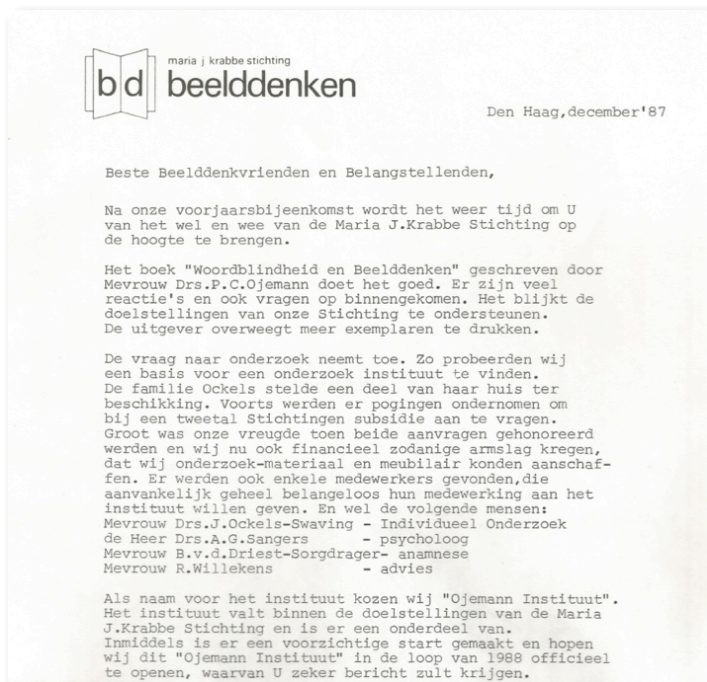 maria j krabbe stichting
bd beelddenken
Den Haag,december'87
Beste Beelddenkvrienden en Belangstellenden,
Na onze voorjaarsbijeenkomst wordt het weer tijd om U
van het wel en wee van de Maria J.Krabbe Stichting op
de hoogte te brengen.
Het boek "Woordblindheid en Beelddenken" geschreven door
Mevrouw Drs.P.C.Ojemann doet het goed. Er zijn veel
reactie's en ook vragen op binnengekomen. Het blijkt de
doelstellingen van onze Stichting te ondersteunen.
De uitgever overweegt meer exemplaren te drukken.
De vraag naar onderzoek neemt toe. Zo probeerden wij
een basis voor een onderzoek instituut te vinden.
De familie Ockels stelde een deel van haar huis ter
beschikking. Voorts werden er pogingen ondernomen om
bij een tweetal Stichtingen subsidie aan te vragen.
Groot was onze vreugde toen beide aanvragen gehonoreerd
werden en wij nu ook financieel zodanige armslag kregen,
dat wij onderzoek-materiaal en meubilair konden aanschaf-
fen. Er werden ook enkele medewerkers gevonden,die
aanvankelijk geheel belangeloos hun medewerking aan het
instituut willen geven. En wel de volgende mensen:
Mevrouw Drs.J.Ockels-Swaving - Individueel Onderzoek
de Heer Drs.A.G.Sangers - psycholoog
Mevrouw B.v.d.Driest-Sorgdrager- anamnese
Mevrouw R.Willekens - advies
Als naam voor het instituut kozen wij "Ojemann Instituut".
Het instituut valt binnen de doelstellingen van de Maria
J.Krabbe Stichting en is er een onderdeel van.
Inmiddels is er een voorzichtige start gemaakt en hopen
wij dit "Ojemann Instituut" in de loop van 1988 officieel
te openen, waarvan U zeker bericht zult krijgen.